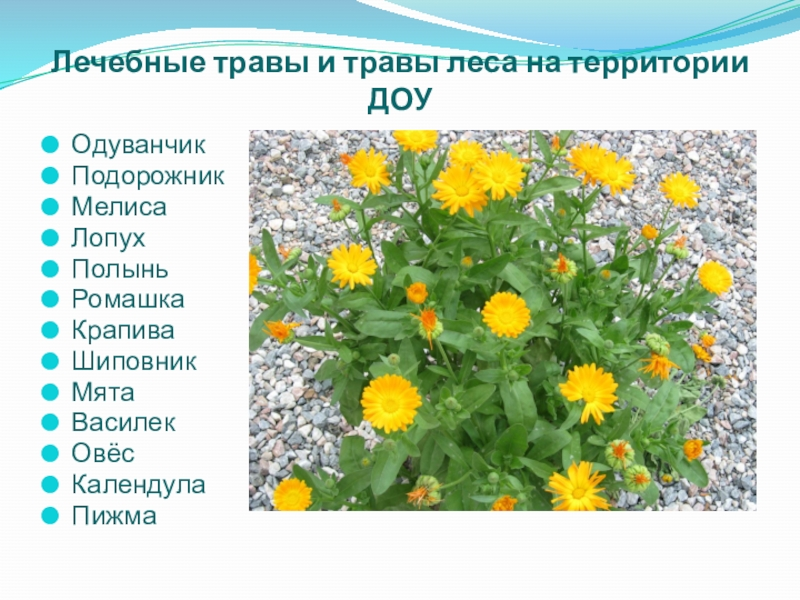 Лечебные травы и травы леса на территории
ДОУ
Одуванчик
Подорожник
Мелиса
Лопух
Полынь
Ромашка
Крапива
Шиповник
Мята
Василек
Овёс
Календула
Пижма